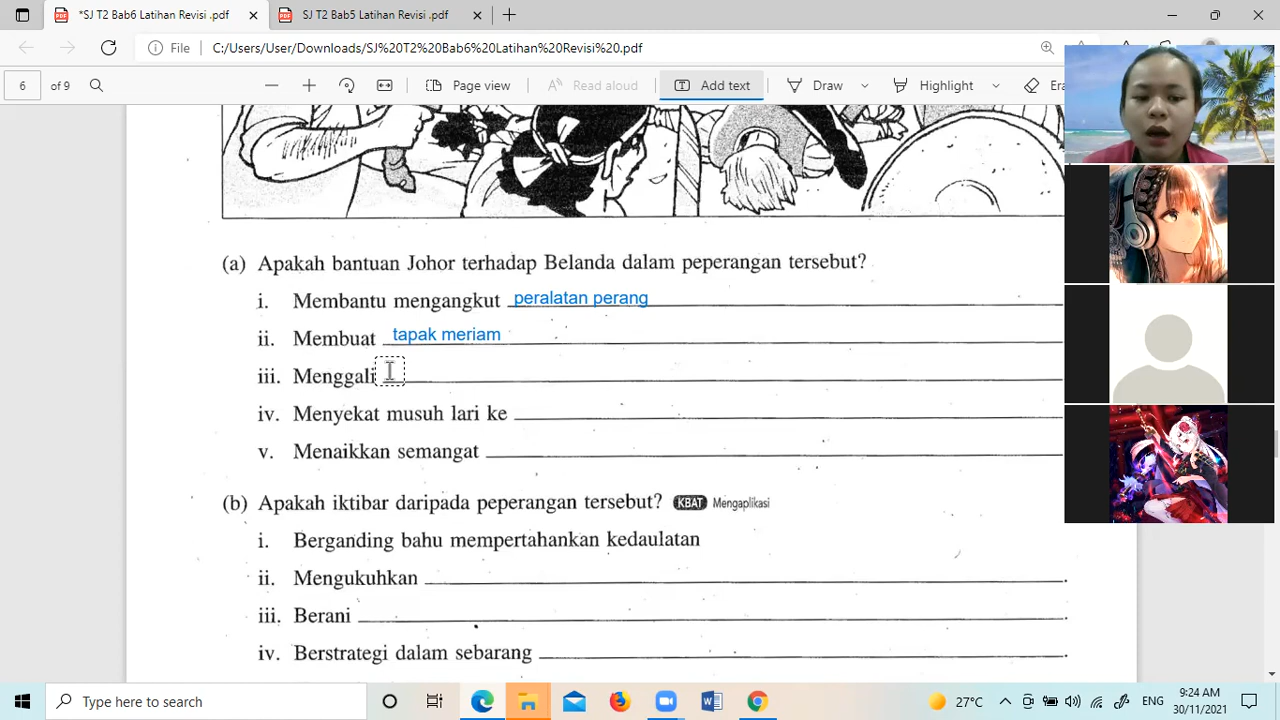 *SJ T2 Bab6 Latihan Revisi .pdf
SJ T2 Bab6.pdf
File
C:/Users/User/Downloads/SJ%20T2%20Bab6%20Latihan%20Revisi%20.pdf
6 of 9
Page view
Read aloud
Add text
Draw
Highlight
(a) Apakah bantuan Johor terhadap Belanda dalam peperangan tersebut?
i. Membantu mengangkut peralatan perang
ii. Membuat tapak meriam
iii. Menggali
iv. Menyekat musuh lari ke
v. Menaikkan semangat
(b) Apakah iktibar daripada peperangan tersebut? KBAT Mengaplikasi
i. Berganding bahu mempertahankan kedaulatan
ii. Mengukuhkan .
iii. Berani .
iv. Berstrategi dalam sebarang .
Type here to search
27°C
ENG
9:24 AM
30/11/2021